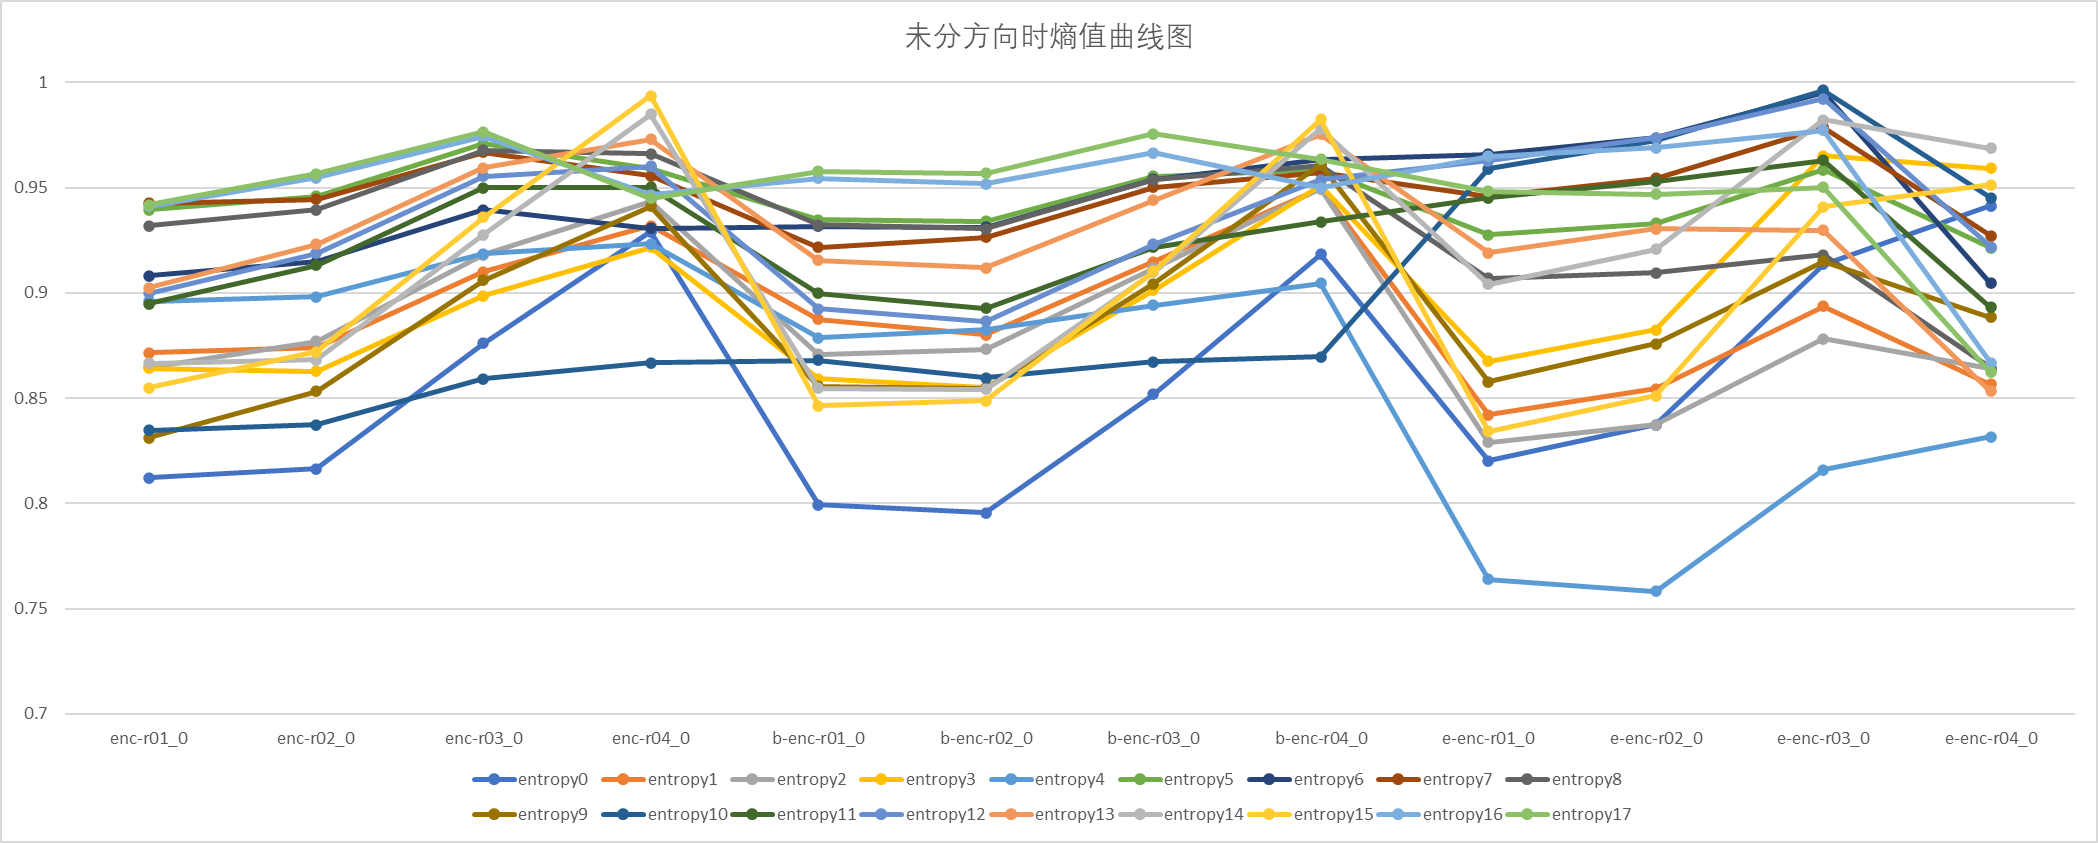 未分方向时熵值曲线图
1
0.95
0.9
0.85
0.8
0.75
0.7
enc-r01_0 enc-r02_0 enc-r03_0 enc-r04_0 b-enc-r01_0 b-enc-r02_0 b-enc-r03_0 b-enc-r04_0 e-enc-r01_0 e-enc-r02_0 e-enc-r03_0 e-enc-r04_0
entropy0 entropy1 entropy2 entropy3 entropy4 entropy5 entropy6 entropy7 entropy8
entropy9 entropy10 entropy11 entropy12 entropy13 entropy14 entropy15 entropy16 entropy17